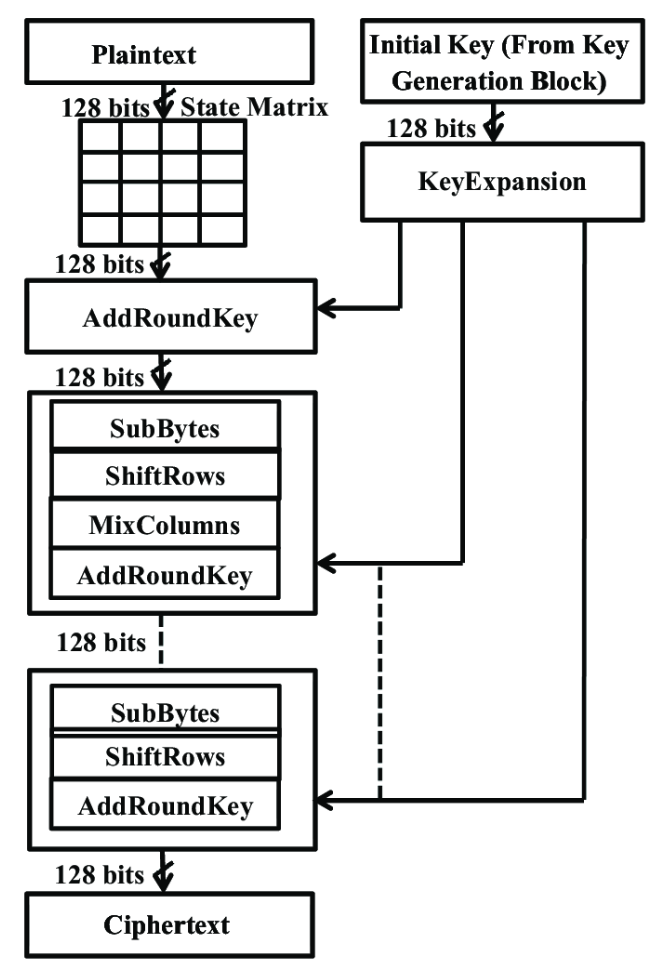 Plaintext
128 bits
State Matrix
128 bits
AddRoundKey
128 bits
SubBytes
ShiftRows
MixColumns
AddRoundKey
128 bits
SubBytes
ShiftRows
AddRoundKey
128 bits
Ciphertext
Initial Key (From Key
Generation Block)
128 bits
KeyExpansion